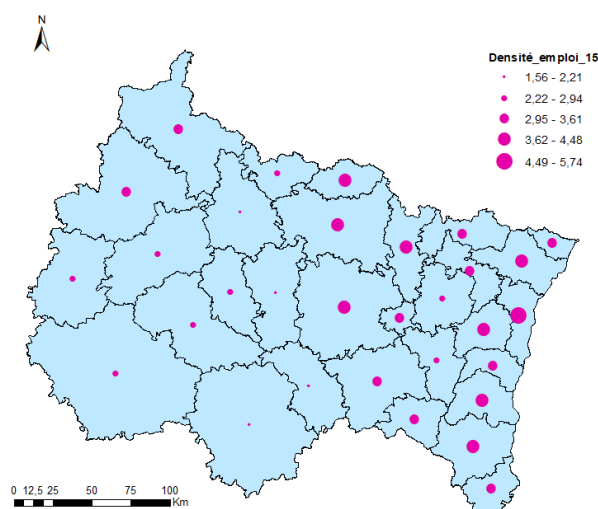 N
Densité_emploi_15
1,56 - 2,21
2,22 - 2,94
2,95 - 3,61
3,62 - 4,48
4,49 - 5,74
0 12,5 25 50 75 100
Km